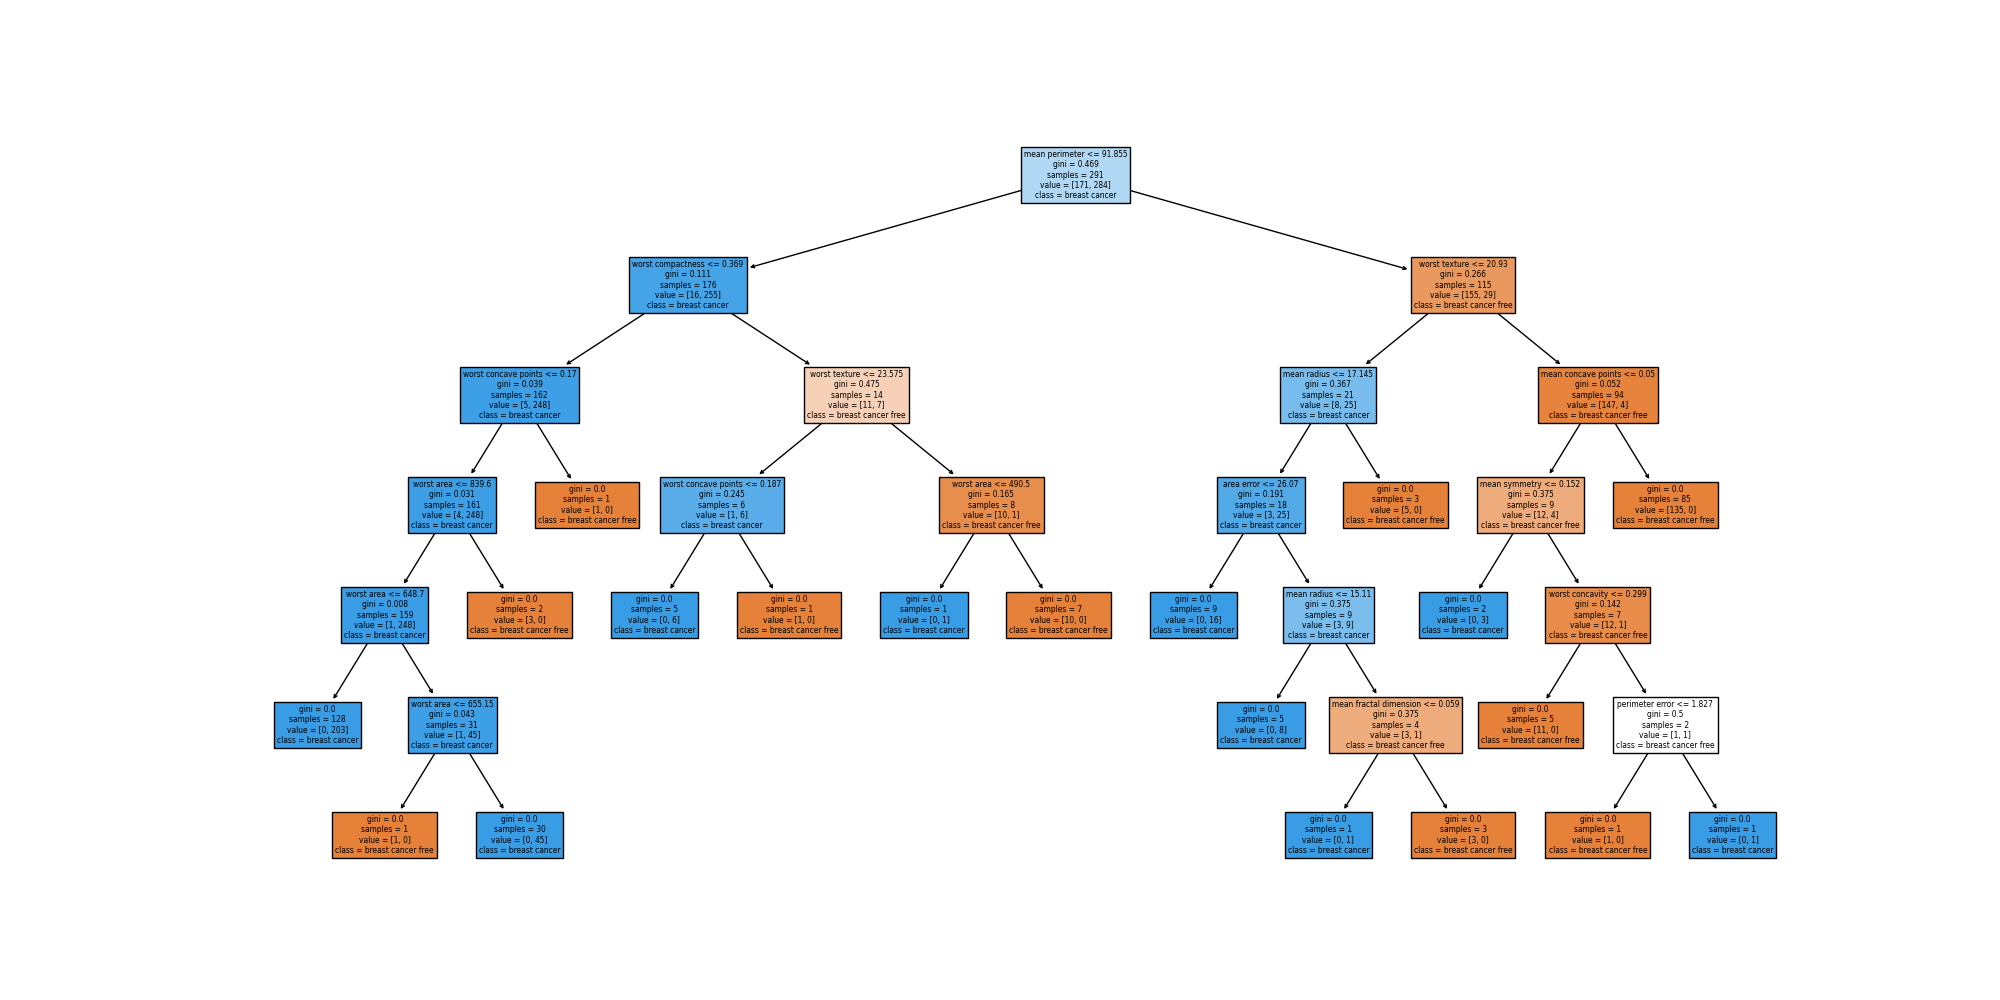 mean perimeter <= 91.855
gini = 0.469
samples = 291
value = [171, 284]
class = breast cancer
worst compactness <= 0.369
gini = 0.111
samples = 176
value = [16, 255]
class = breast cancer
worst texture <= 20.93
gini = 0.266
samples = 115
value = [155, 29]
class = breast cancer free
worst concave points <= 0.17
gini = 0.039
samples = 162
value = [5, 248]
class = breast cancer
worst texture <= 23.575
gini = 0.475
samples = 14
value = [11, 7]
class = breast cancer free
mean radius <= 17.145
gini = 0.367
samples = 21
value = [8, 25]
class = breast cancer
mean concave points <= 0.05
gini = 0.052
samples = 94
value = [147, 4]
class = breast cancer free
worst area <= 839.6
gini = 0.031
samples = 161
value = [4, 248]
class = breast cancer
gini = 0.0
samples = 1
value = [1, 0]
class = breast cancer free
worst concave points <= 0.187
gini = 0.245
samples = 6
value = [1, 6]
class = breast cancer
worst area <= 490.5
gini = 0.165
samples = 8
value = [10, 1]
class = breast cancer free
area error <= 26.07
gini = 0.191
samples = 18
value = [3, 25]
class = breast cancer
gini = 0.0
samples = 3
value = [5, 0]
class = breast cancer free
mean symmetry <= 0.152
gini = 0.375
samples = 9
value = [12, 4]
class = breast cancer free
gini = 0.0
samples = 85
value = [135, 0]
class = breast cancer free
worst area <= 648.7
gini = 0.008
samples = 159
value = [1, 248]
class = breast cancer
gini = 0.0
samples = 2
value = [3, 0]
class = breast cancer free
gini = 0.0
samples = 5
value = [0, 6]
class = breast cancer
gini = 0.0
samples = 1
value = [1, 0]
class = breast cancer free
gini = 0.0
samples = 1
value = [0, 1]
class = breast cancer
gini = 0.0
samples = 7
value = [10, 0]
class = breast cancer free
gini = 0.0
samples = 9
value = [0, 16]
class = breast cancer
mean radius <= 15.11
gini = 0.375
samples = 9
value = [3, 9]
class = breast cancer
gini = 0.0
samples = 2
value = [0, 3]
class = breast cancer
worst concavity <= 0.299
gini = 0.142
samples = 7
value = [12, 1]
class = breast cancer free
gini = 0.0
samples = 128
value = [0, 203]
class = breast cancer
worst area <= 655.15
gini = 0.043
samples = 31
value = [1, 45]
class = breast cancer
gini = 0.0
samples = 5
value = [0, 8]
class = breast cancer
mean fractal dimension <= 0.059
gini = 0.375
samples = 4
value = [3, 1]
class = breast cancer free
gini = 0.0
samples = 5
value = [11, 0]
class = breast cancer free
perimeter error <= 1.827
gini = 0.5
samples = 2
value = [1, 1]
class = breast cancer free
gini = 0.0
samples = 1
value = [1, 0]
class = breast cancer free
gini = 0.0
samples = 30
value = [0, 45]
class = breast cancer
gini = 0.0
samples = 1
value = [0, 1]
class = breast cancer
gini = 0.0
samples = 3
value = [3, 0]
class = breast cancer free
gini = 0.0
samples = 1
value = [1, 0]
class = breast cancer free
gini = 0.0
samples = 1
value = [0, 1]
class = breast cancer